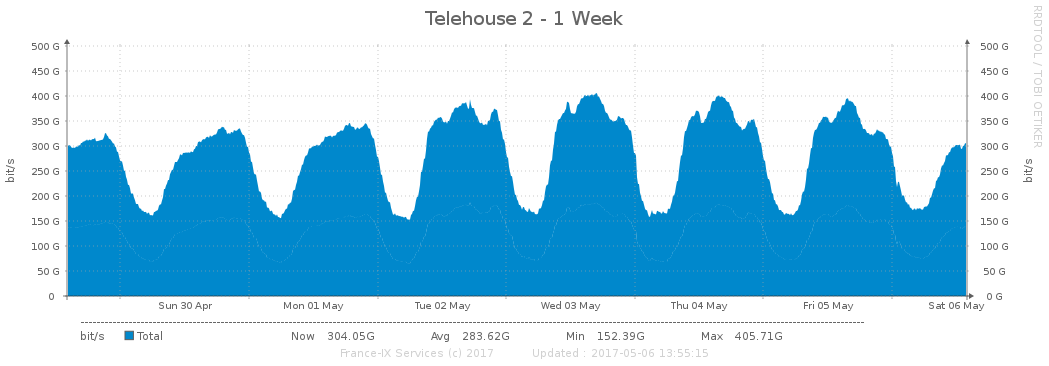 Telehouse 2 - 1 Week
RRDTOOL / TOBI OETIKER
500 G 500 G
450 G 450 G
400 G 400 G
350 G 350 G
300 G 300 G
250 G 250 G
200 G 200 G
150 G 150 G
100 G 100 G
50 G 50 G
0 0 G
bit/s bit/s
Sun 30 Apr Mon 01 May Tue 02 May Wed 03 May Thu 04 May Fri 05 May Sat 06 May
bit/s Total Now 304.05G Avg 283.62G Min 152.39G Max 405.71G
France-IX Services (c) 2017 Updated : 2017-05-06 13:55:15